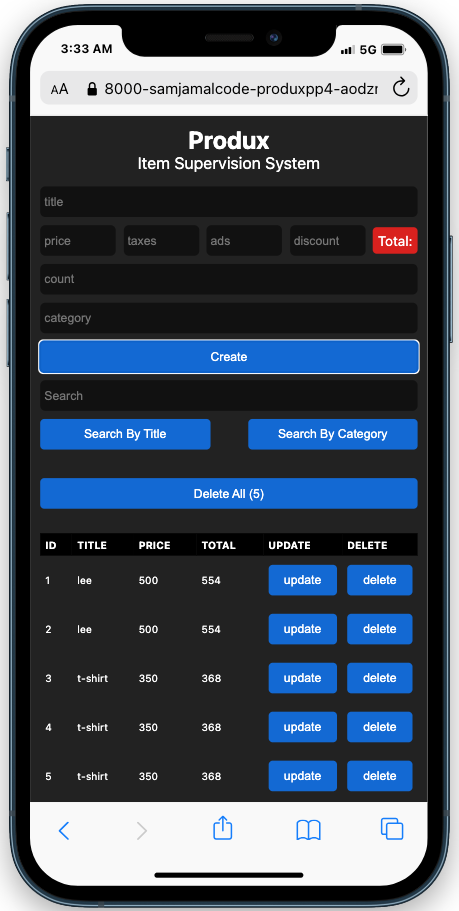 3:33 AM 5G
AA 8000-samjamalcode-produxpp4-aodzr
Produx
Item Supervision System
title
price taxes ads discount Total:
count
category
Create
Search
Search By Title Search By Category
Delete All (5)
ID TITLE PRICE TOTAL UPDATE DELETE
1 lee 500 554 update delete
2 lee 500 554 update delete
3 t-shirt 350 368 update delete
4 t-shirt 350 368 update delete
5 t-shirt 350 368 update delete